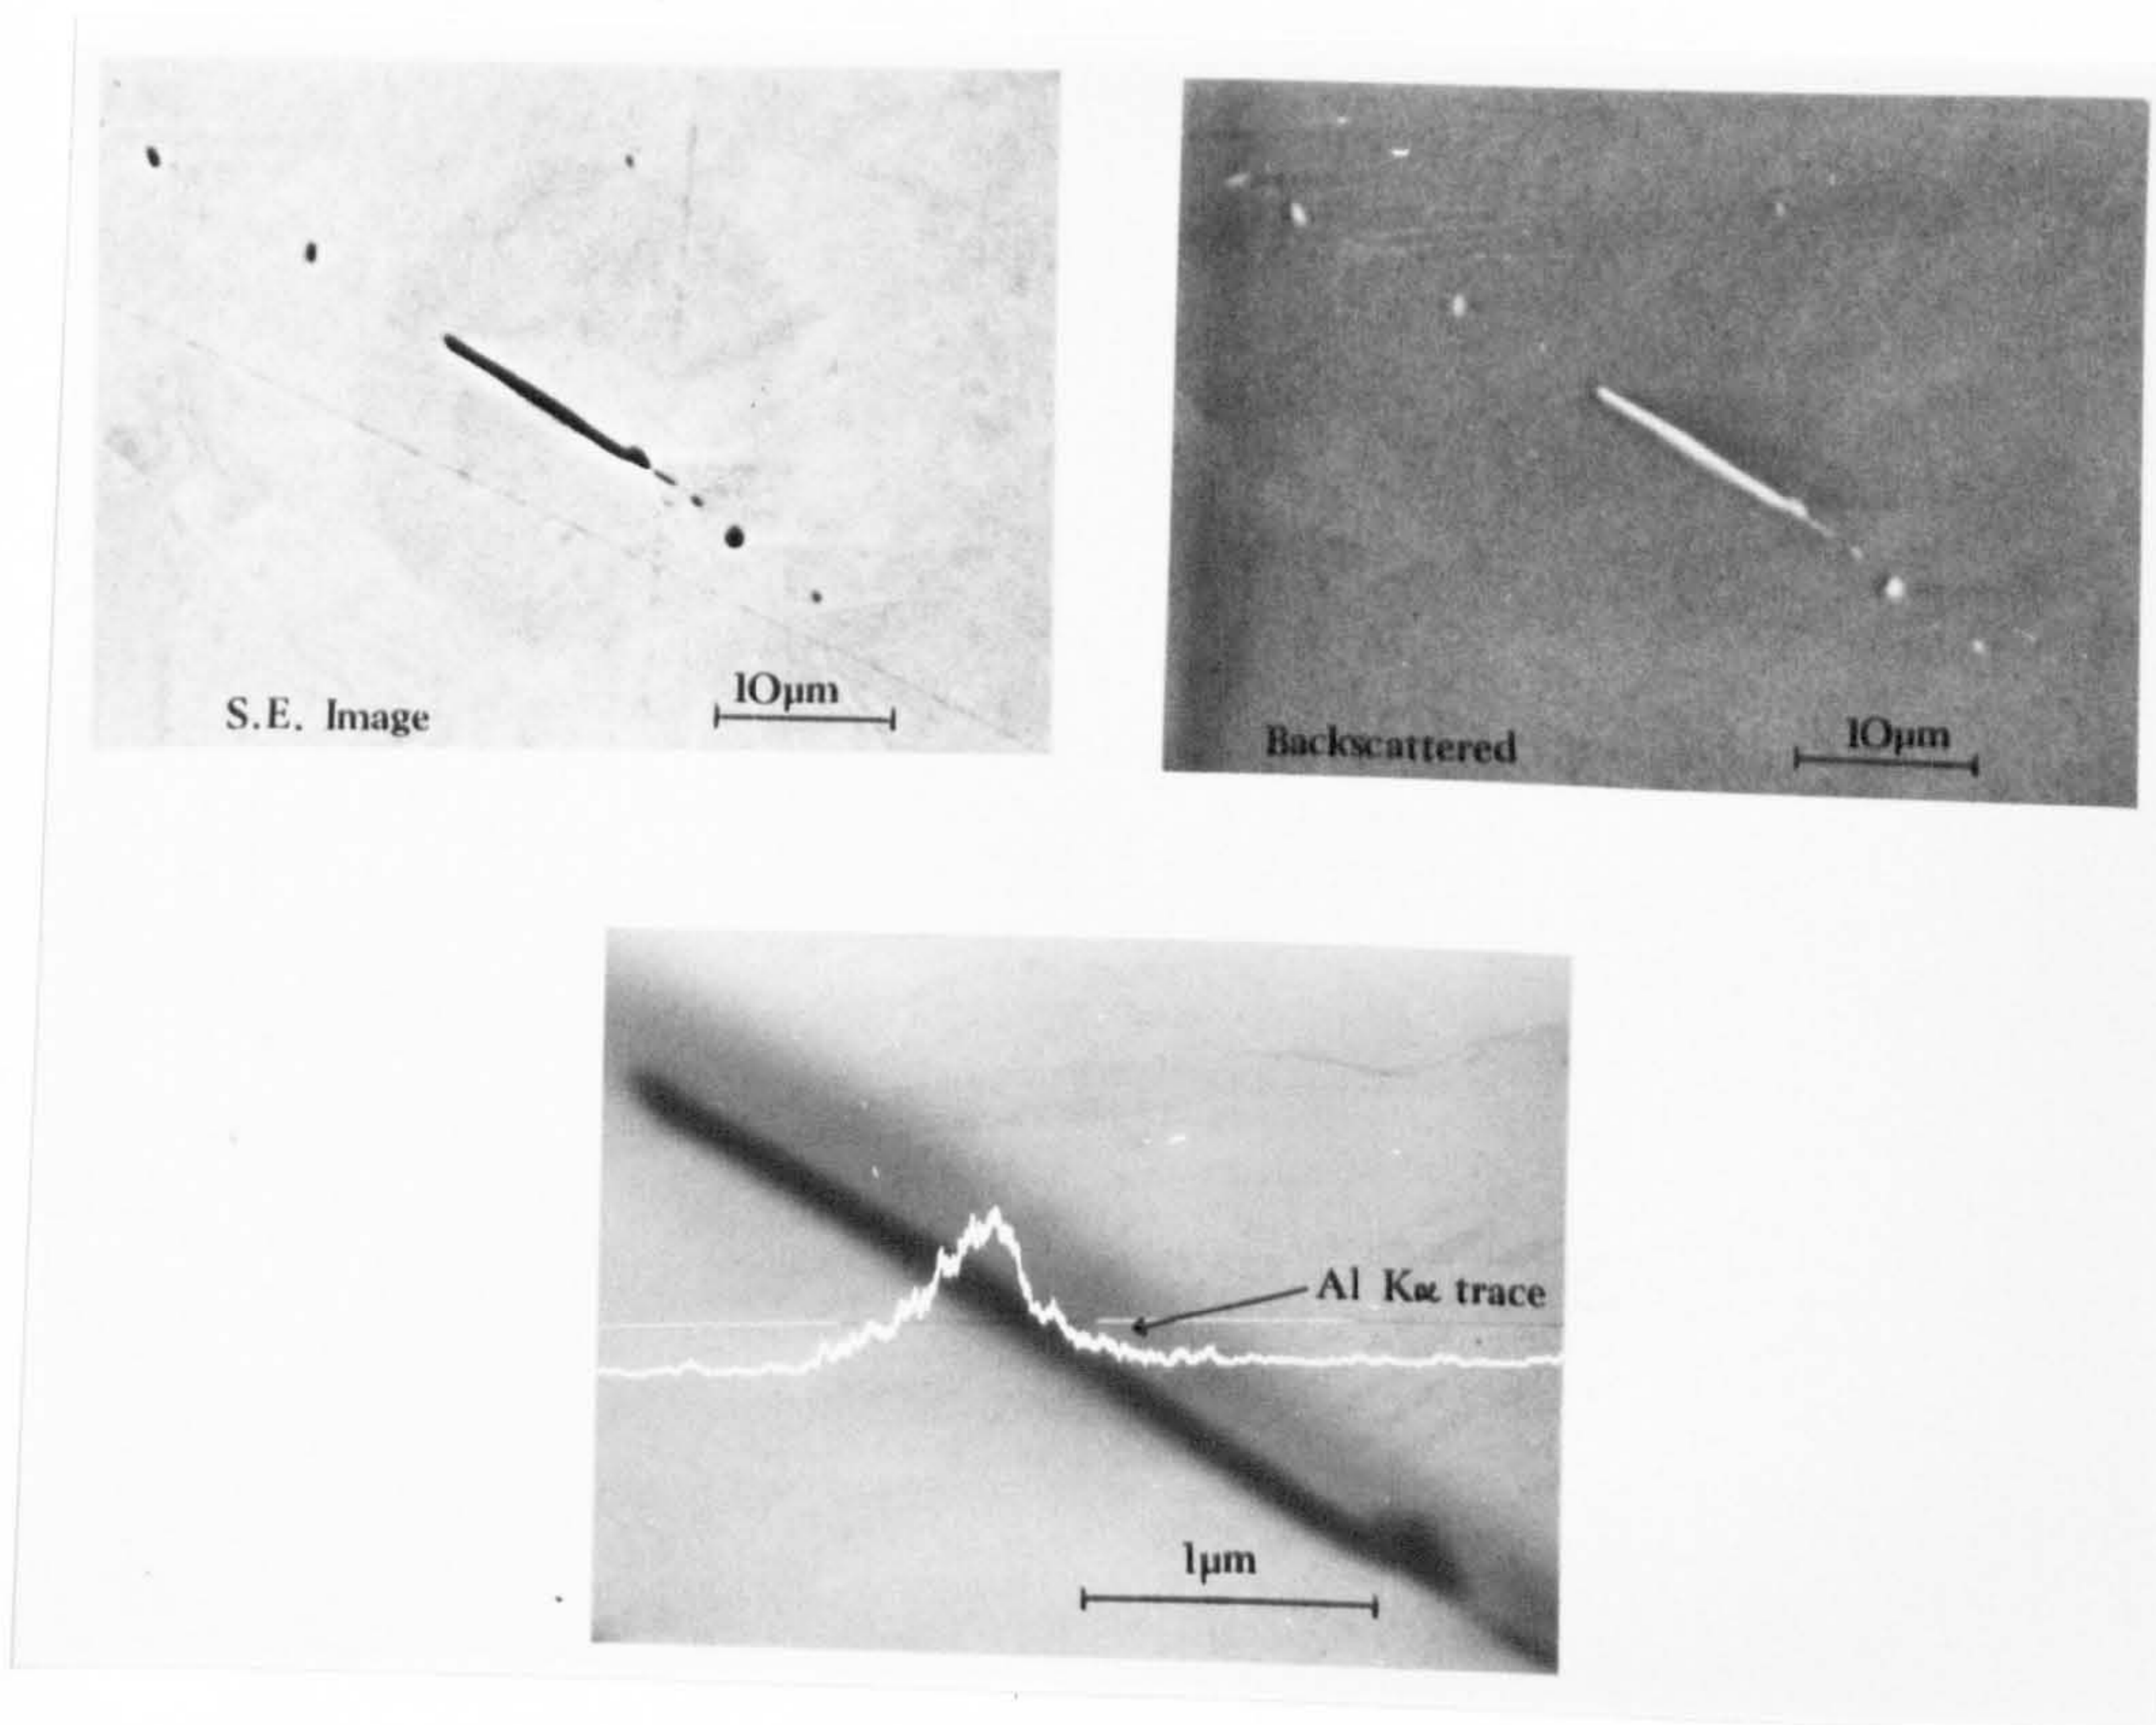 S.E. Image
10µm
Backscattered
10µm
Al Kα trace
1µm